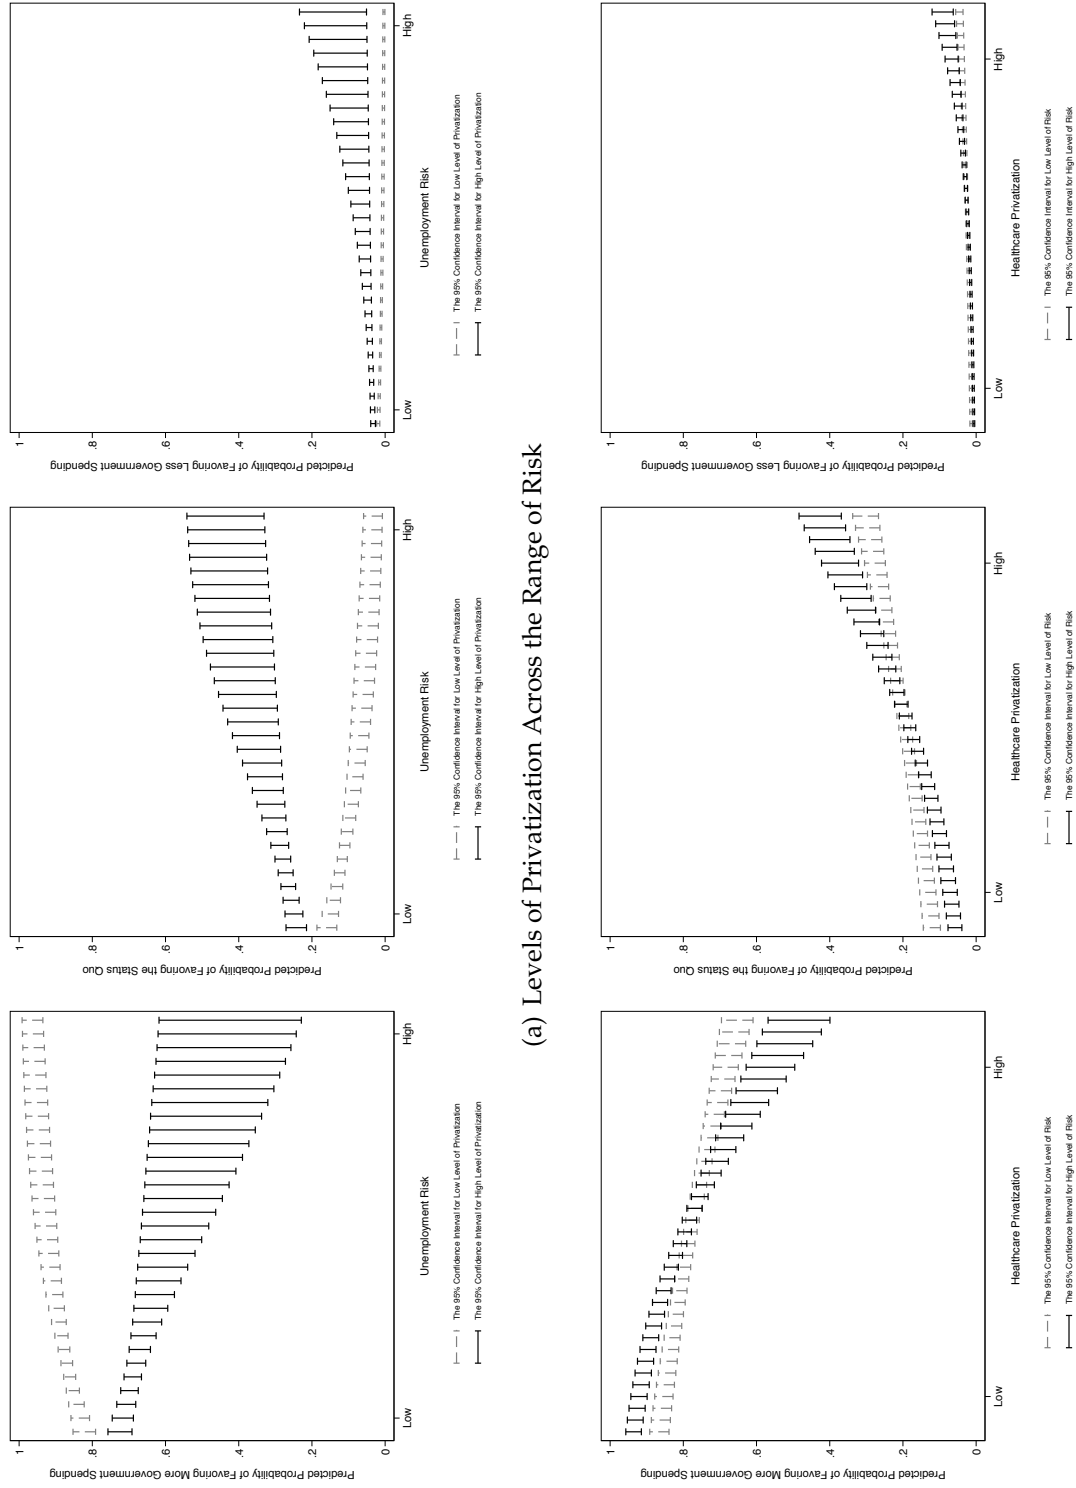 Predicted Probability of Favoring More Government Spending
1
.8
.6
.4
.2
0
Low
High
Unemployment Risk
The 95% Confidence Interval for Low Level of Privatization
The 95% Confidence Interval for High Level of Privatization
Predicted Probability of Favoring the Status Quo
1
.8
.6
.4
.2
0
Low
High
Unemployment Risk
The 95% Confidence Interval for Low Level of Privatization
The 95% Confidence Interval for High Level of Privatization
Predicted Probability of Favoring Less Government Spending
1
.8
.6
.4
.2
0
Low
High
Unemployment Risk
The 95% Confidence Interval for Low Level of Privatization
The 95% Confidence Interval for High Level of Privatization
(a) Levels of Privatization Across the Range of Risk
Predicted Probability of Favoring More Government Spending
1
.8
.6
.4
.2
0
Low
High
Healthcare Privatization
The 95% Confidence Interval for Low Level of Risk
The 95% Confidence Interval for High Level of Risk
Predicted Probability of Favoring the Status Quo
1
.8
.6
.4
.2
0
Low
High
Healthcare Privatization
The 95% Confidence Interval for Low Level of Risk
The 95% Confidence Interval for High Level of Risk
Predicted Probability of Favoring Less Government Spending
1
.8
.6
.4
.2
0
Low
High
Healthcare Privatization
The 95% Confidence Interval for Low Level of Risk
The 95% Confidence Interval for High Level of Risk